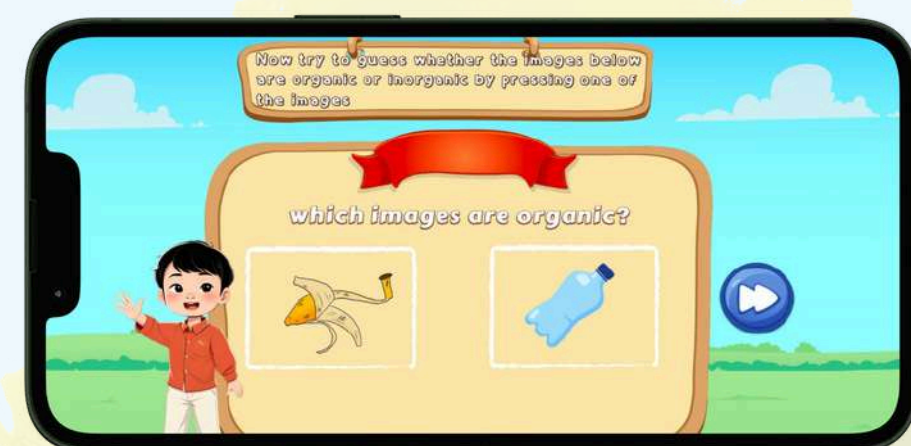 Now try to guess whether the images below
are organic or inorganic by pressing one of
the images
which images are organic?